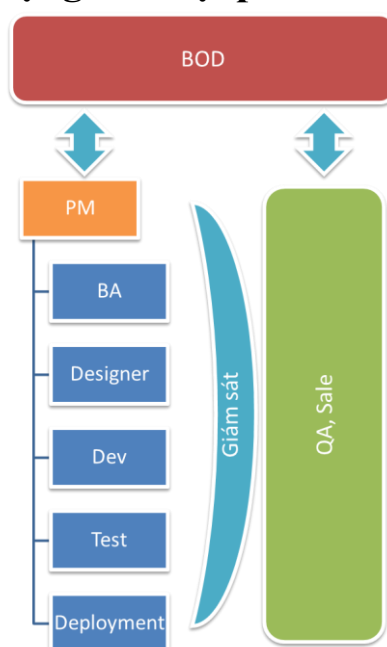 BOD
PM
BA
Designer
Dev
Test
Deployment
Giám sát
QA, Sale